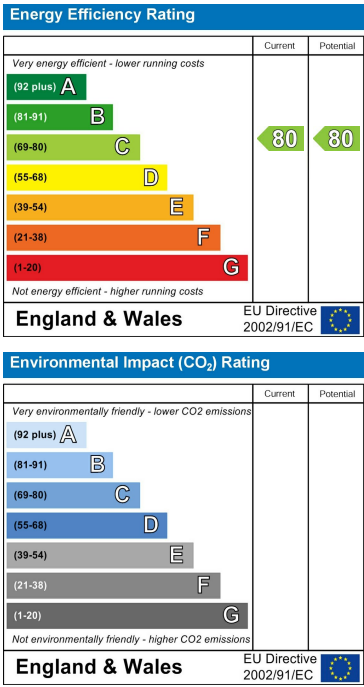 Energy Efficiency Rating
Current Potential
Very energy efficient - lower running costs
(92 plus) A
(81-91) B
(69-80) C
80 80
(55-68) D
(39-54) E
(21-38) F
(1-20) G
Not energy efficient - higher running costs
England & Wales
EU Directive
2002/91/EC
Environmental Impact (CO₂) Rating
Current Potential
Very environmentally friendly - lower CO2 emissions
(92 plus) A
(81-91) B
(69-80) C
(55-68) D
(39-54) E
(21-38) F
(1-20) G
Not environmentally friendly - higher CO2 emissions
England & Wales
EU Directive
2002/91/EC